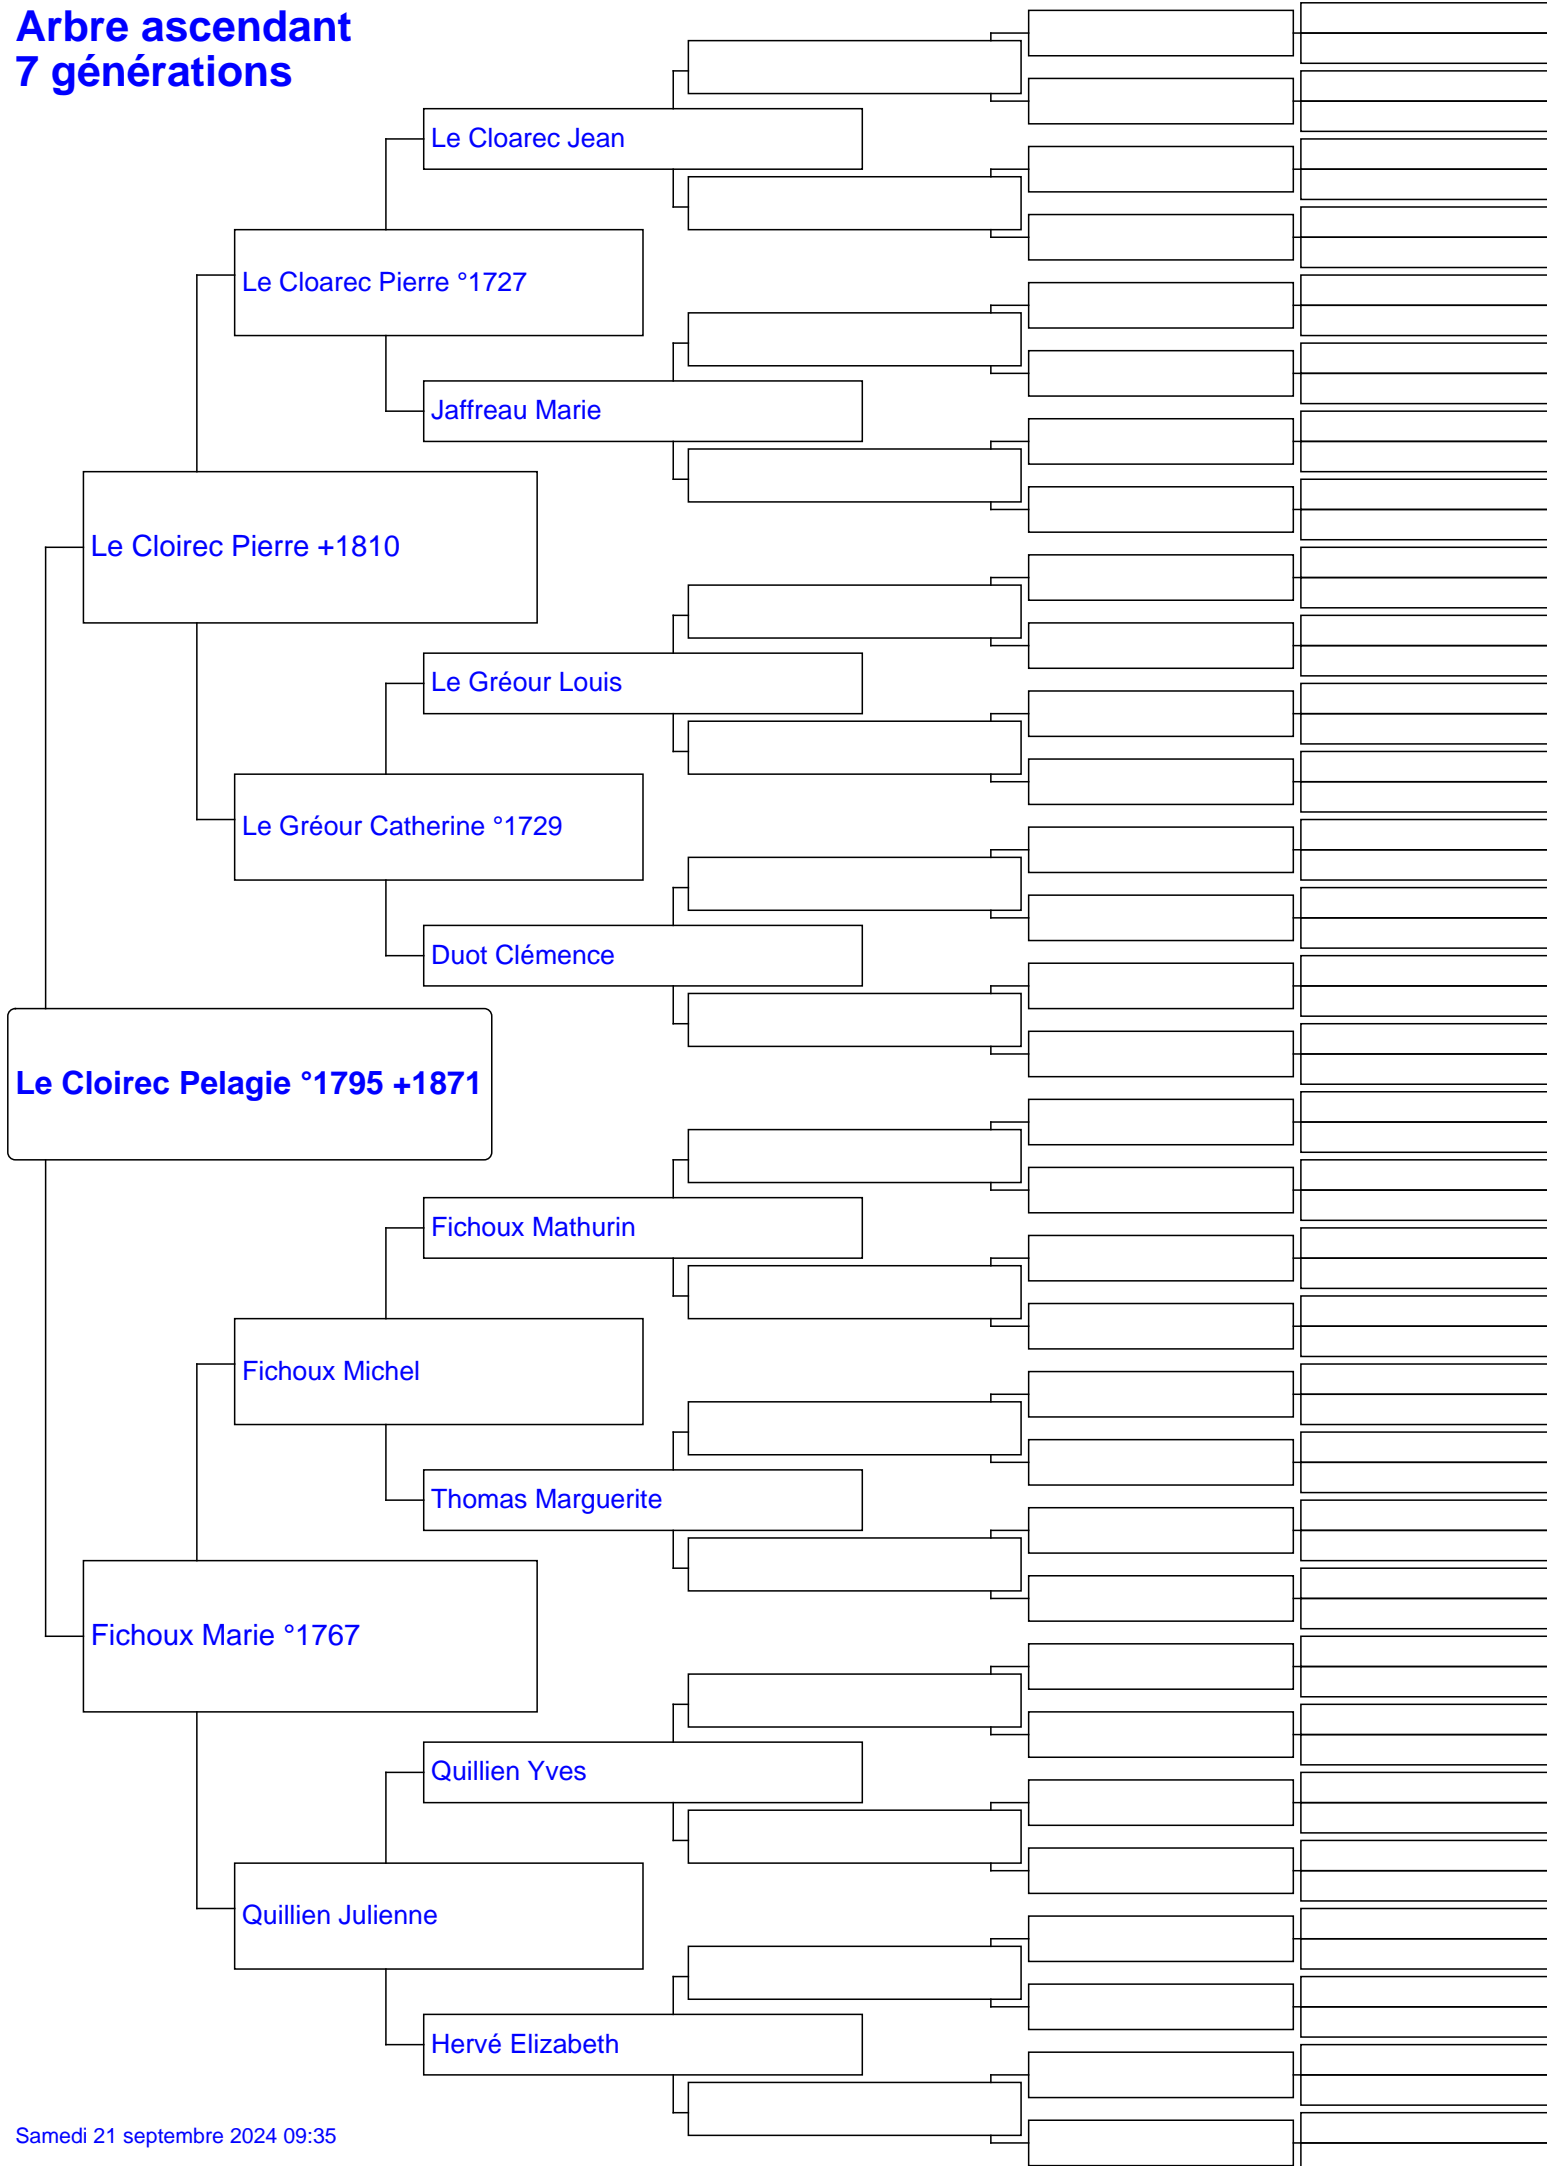 Arbre ascendant
7 générations
Le Cloarec Jean
Le Cloarec Pierre °1727
Jaffreau Marie
Le Cloirec Pierre +1810
Le Gréour Louis
Le Gréour Catherine °1729
Duot Clémence
Le Cloirec Pelagie °1795 +1871
Fichoux Mathurin
Fichoux Michel
Thomas Marguerite
Fichoux Marie °1767
Quillien Yves
Quillien Julienne
Hervé Elizabeth
Samedi 21 septembre 2024 09:35